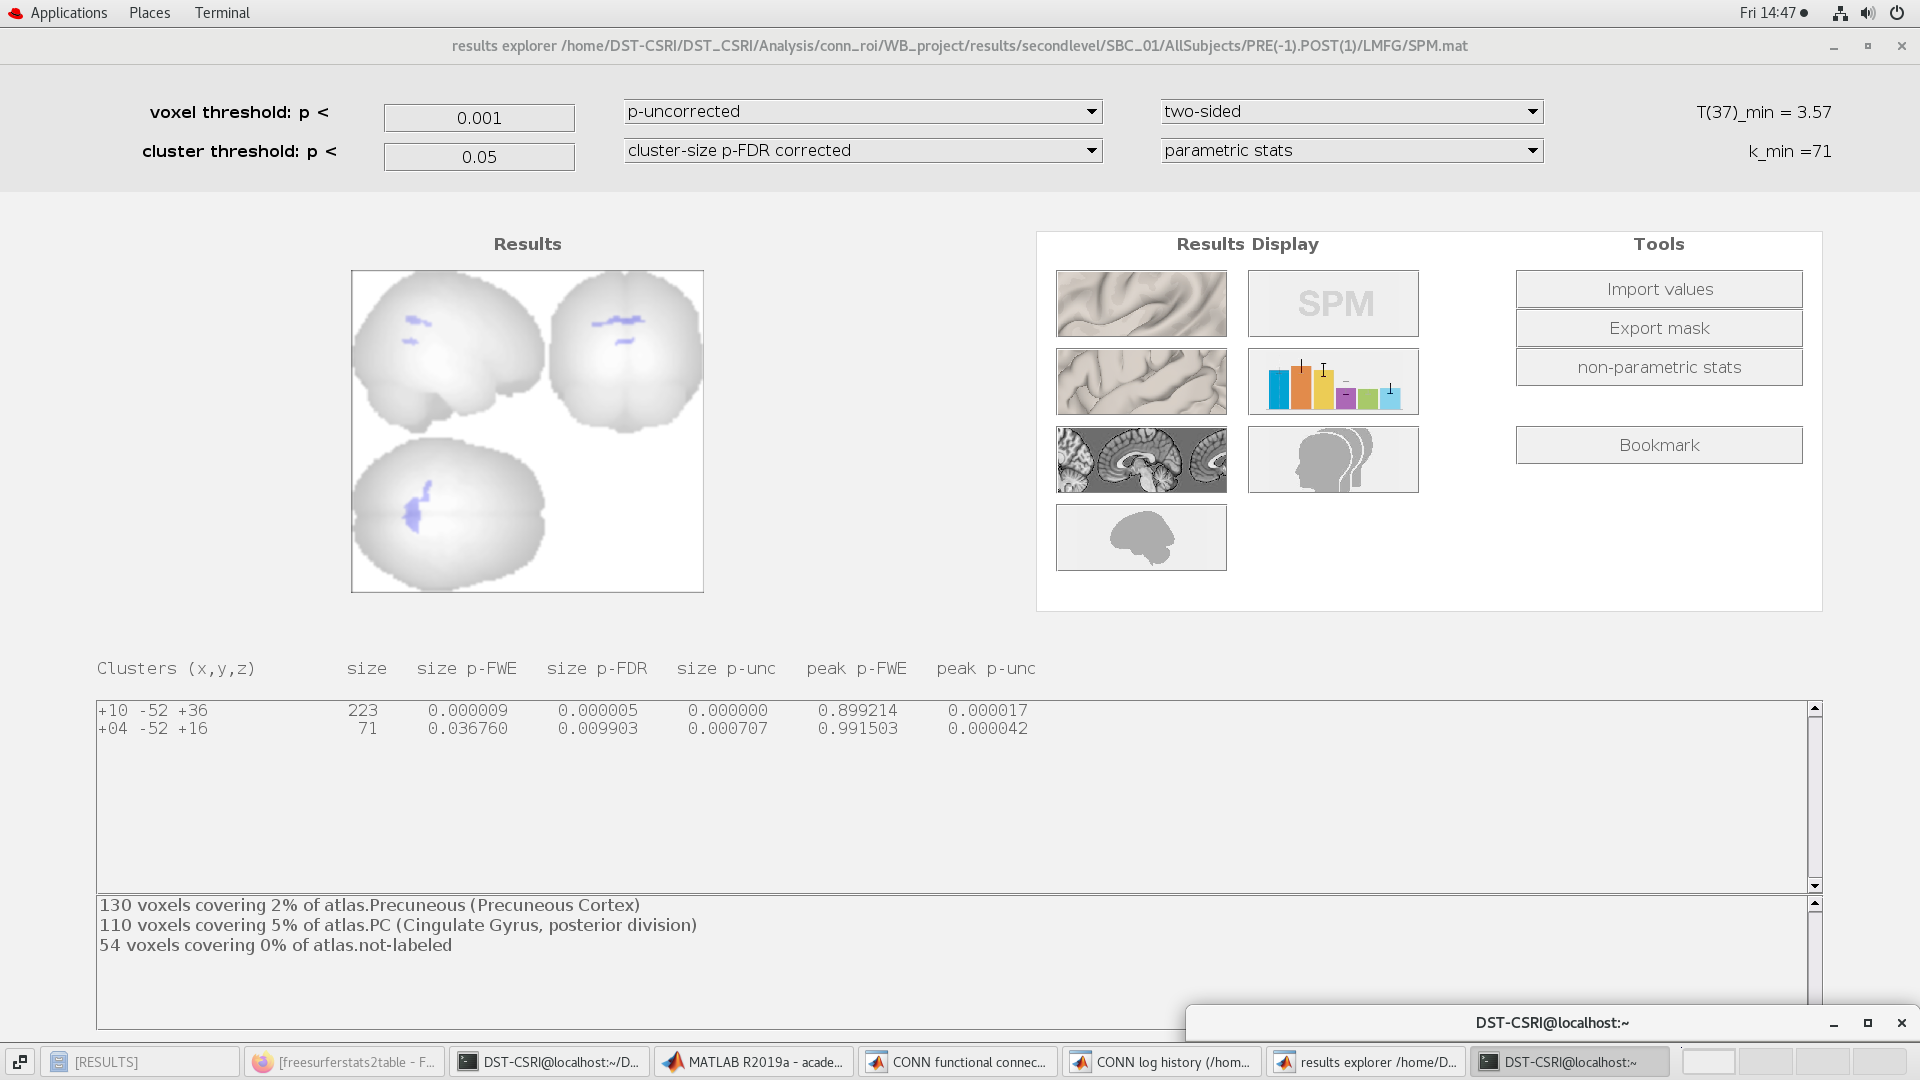 Applications Places Terminal Fri 14:47
results explorer /home/DST-CSRI/DST_CSRI/Analysis/conn_roi/WB_project/results/secondlevel/SBC_01/AllSubjects/PRE(-1).POST(1)/LMFG/SPM.mat
voxel threshold: p < 0.001 p-uncorrected two-sided T(37)_min = 3.57
cluster threshold: p < 0.05 cluster-size p-FDR corrected parametric stats k_min =71
Results
Results Display
Tools
SPM
Import values
Export mask
non-parametric stats
Bookmark
Clusters (x,y,z) size size p-FWE size p-FDR size p-unc peak p-FWE peak p-unc
+10 -52 +36 223 0.000009 0.000005 0.000000 0.899214 0.000017
+04 -52 +16 71 0.036760 0.009903 0.000707 0.991503 0.000042
130 voxels covering 2% of atlas.Precuneous (Precuneous Cortex)
110 voxels covering 5% of atlas.PC (Cingulate Gyrus, posterior division)
54 voxels covering 0% of atlas.not-labeled
DST-CSRI@localhost:~
[RESULTS] [freesurferstats2table - F... DST-CSRI@localhost:~/D... MATLAB R2019a - acade... CONN functional connec... CONN log history (/hom... results explorer /home/D... DST-CSRI@localhost:~